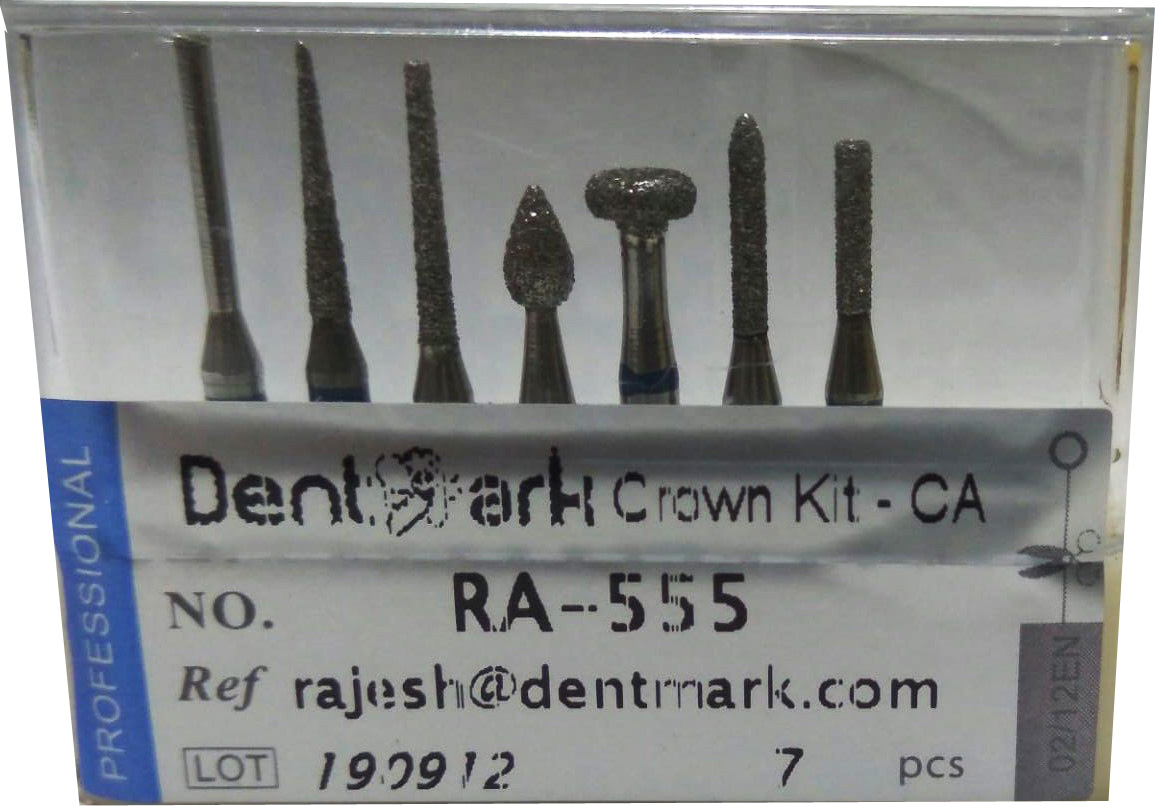 DentMark Crown Kit - CA
NO. RA-555
Ref rajesh@dentmark.com
LOT 190912 7 pcs
PROFESSIONAL
02/12EN